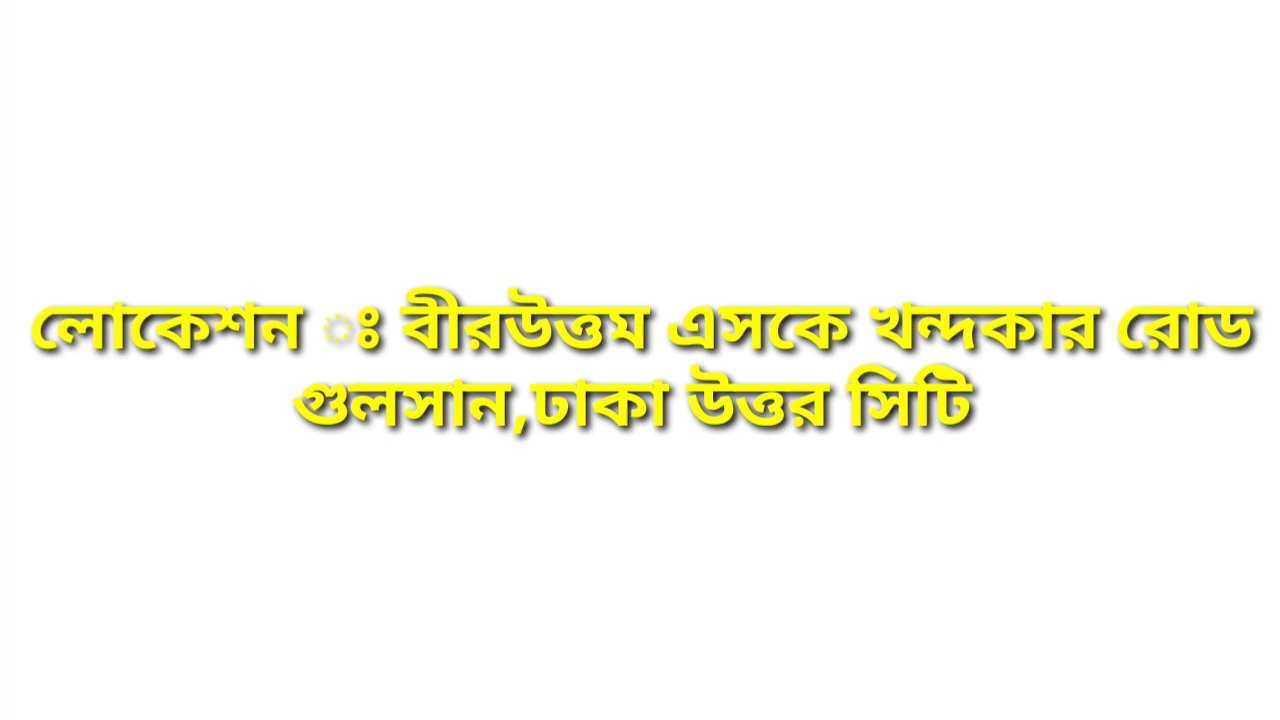 লোকেশন ঃ বীরউত্তম এসকে খন্দকার রোড
গুলসান,ঢাকা উত্তর সিটি